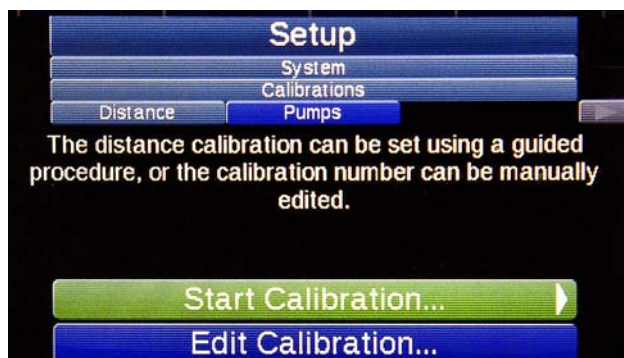 Setup
System
Calibrations
Distance Pumps
The distance calibration can be set using a guided
procedure, or the calibration number can be manually
edited.
Start Calibration...
Edit Calibration...